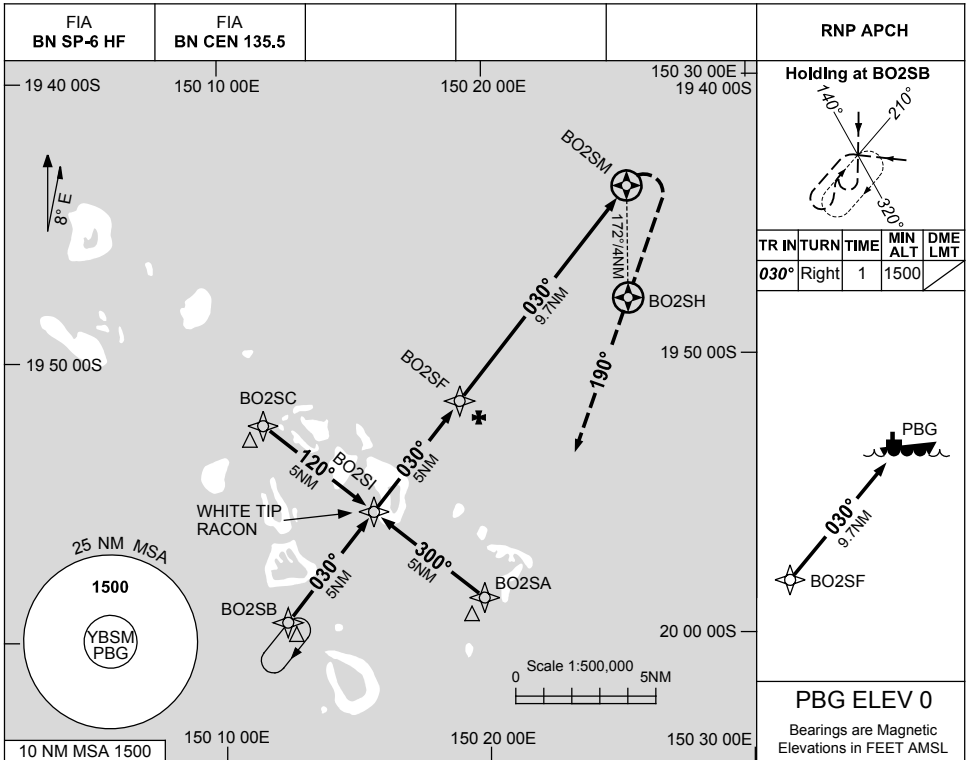 FIA
BN SP-6 HF
FIA
BN CEN 135.5
RNP APCH
19 40 00S
150 10 00E
150 20 00E
150 30 00E
19 40 00S
Holding at BO2SB
140°
210°
320°
TR IN TURN TIME MIN ALT DME LMT
030° Right 1 1500
8° E
BO2SM
172°/4NM
BO2SH
030°
9.7NM
190°
19 50 00S
19 50 00S
BO2SF
BO2SC
120°
5NM
BO2SI
030°
5NM
WHITE TIP
RACON
030°
5NM
300°
5NM
BO2SA
BO2SB
PBG
030°
9.7NM
BO2SF
25 NM MSA
1500
YBSM
PBG
20 00 00S
Scale 1:500,000
0 5NM
10 NM MSA 1500
150 10 00E
150 20 00E
150 30 00E
PBG ELEV 0
Bearings are Magnetic
Elevations in FEET AMSL